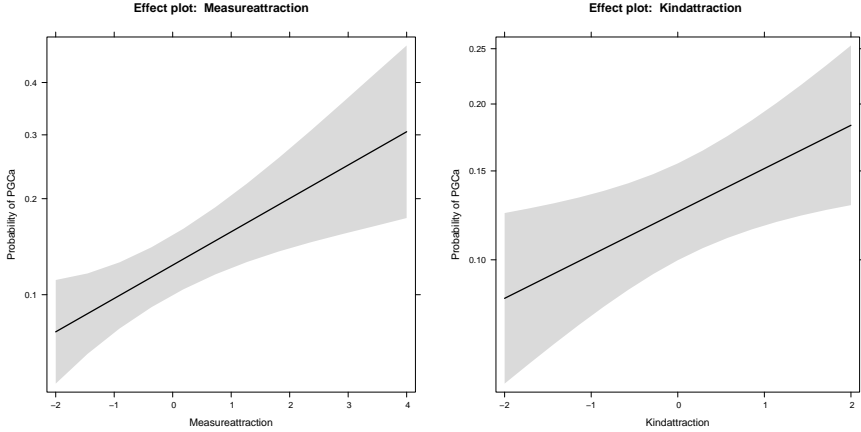 Effect plot: Measureattraction
Probability of PGCa
0.4
0.3
0.2
0.1
−2 −1 0 1 2 3 4
Measureattraction
Effect plot: Kindattraction
Probability of PGCa
0.25
0.20
0.15
0.10
−2 −1 0 1 2
Kindattraction